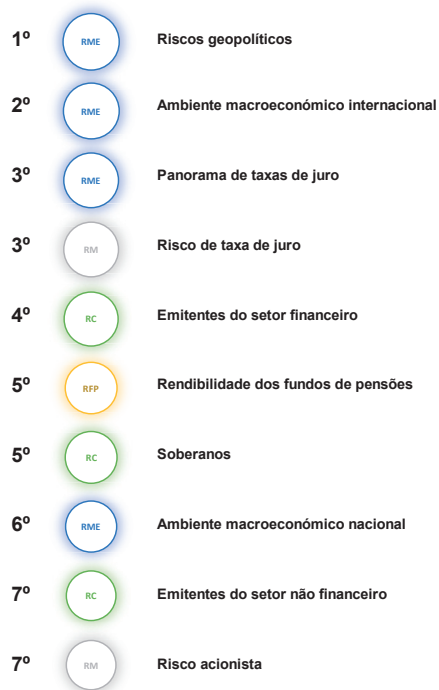 1º RME Riscos geopolíticos
2º RME Ambiente macroeconómico internacional
3º RME Panorama de taxas de juro
3º RM Risco de taxa de juro
4º RC Emitentes do setor financeiro
5º RFP Rendibilidade dos fundos de pensões
5º RC Soberanos
6º RME Ambiente macroeconómico nacional
7º RC Emitentes do setor não financeiro
7º RM Risco acionista